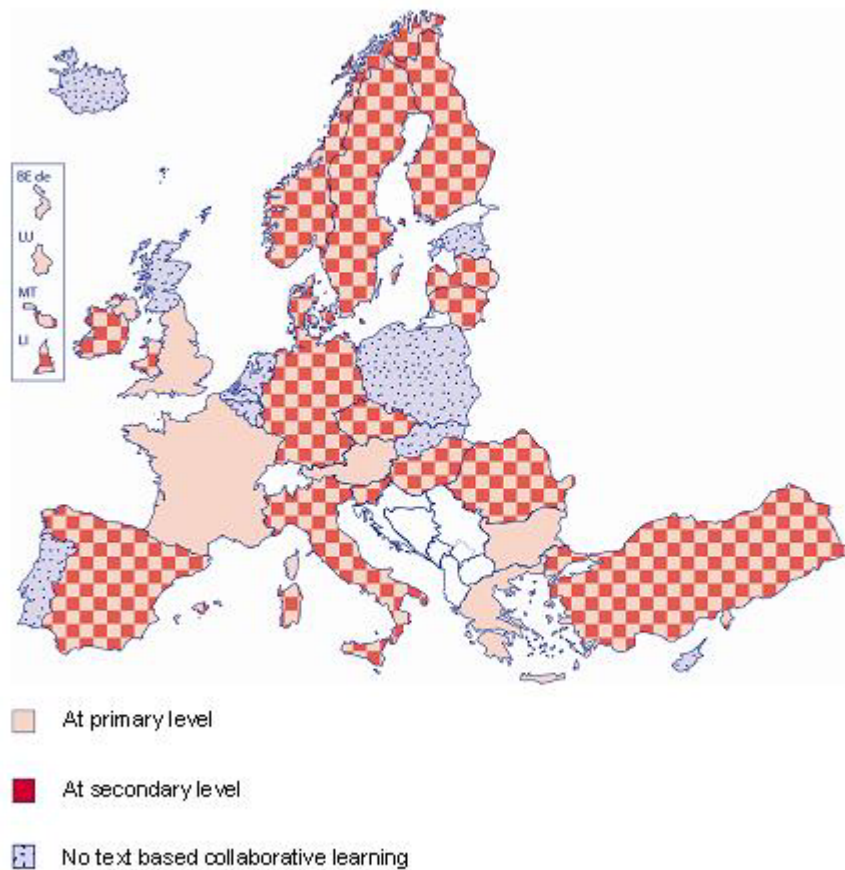 BE de
LU
MT
LI
At primary level
At secondary level
No text based collaborative learning